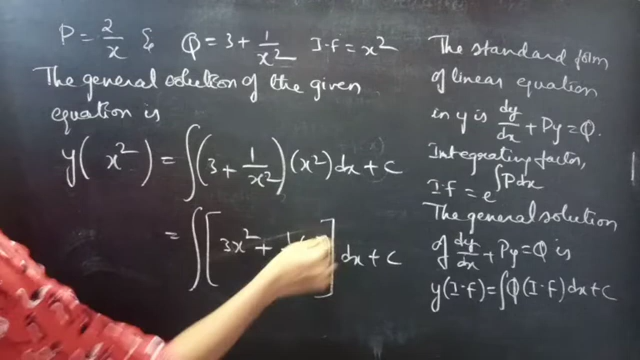 P = 2/x & Q = 3 + 1/x² I.f = x²
The general solution of the given
equation is
y( x² ) = ∫(3 + 1/x²)(x²)dx + C
= ∫[3x² + ] dx + C
The standard form
of linear equation
in y is dy/dx + Py = Q.
Integrating factor,
I.f = e^∫Pdx
The general solution
of dy/dx + Py = Q is
y(I.f) = ∫Q(I.f)dx + C